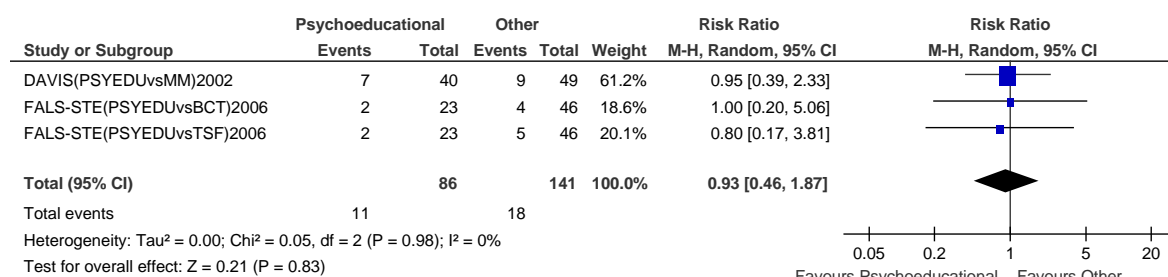 Psychoeducational Other Risk Ratio Risk Ratio
Study or Subgroup Events Total Events Total Weight M-H, Random, 95% CI M-H, Random, 95% CI
DAVIS(PSYEDUvsMM)2002 7 40 9 49 61.2% 0.95 [0.39, 2.33]
FALS-STE(PSYEDUvsBCT)2006 2 23 4 46 18.6% 1.00 [0.20, 5.06]
FALS-STE(PSYEDUvsTSF)2006 2 23 5 46 20.1% 0.80 [0.17, 3.81]
Total (95% CI) 86 141 100.0% 0.93 [0.46, 1.87]
Total events 11 18
Heterogeneity: Tau² = 0.00; Chi² = 0.05, df = 2 (P = 0.98); I² = 0%
Test for overall effect: Z = 0.21 (P = 0.83)
0.05 0.2 1 5 20
Favours Psychoeducational Favours Other